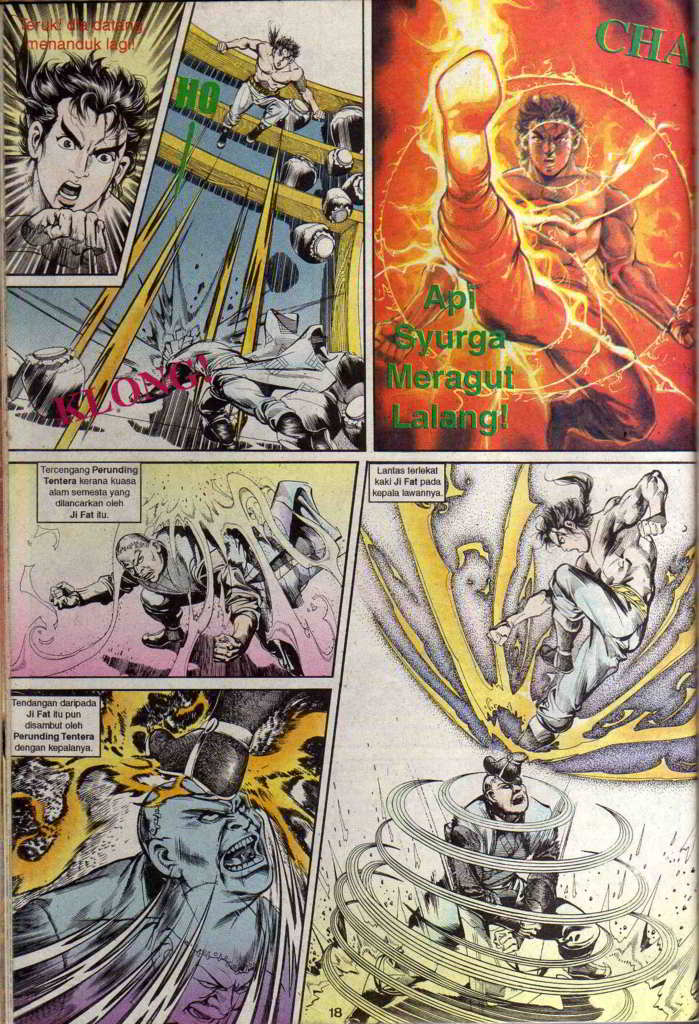 Teruk! dia datang
menanduk lagi!
HO
KLONG!
CHA
Api
Syurga
Meragut
Lalang!
Tercengang Perunding
Tentera kerana kuasa
alam semesta yang
dilancarkan oleh
Ji Fat itu.
Lantas terlekat
kaki Ji Fat pada
kepala lawannya.
Tendangan daripada
Ji Fat itu pun
disambut oleh
Perunding Tentera
dengan kepalanya.
18